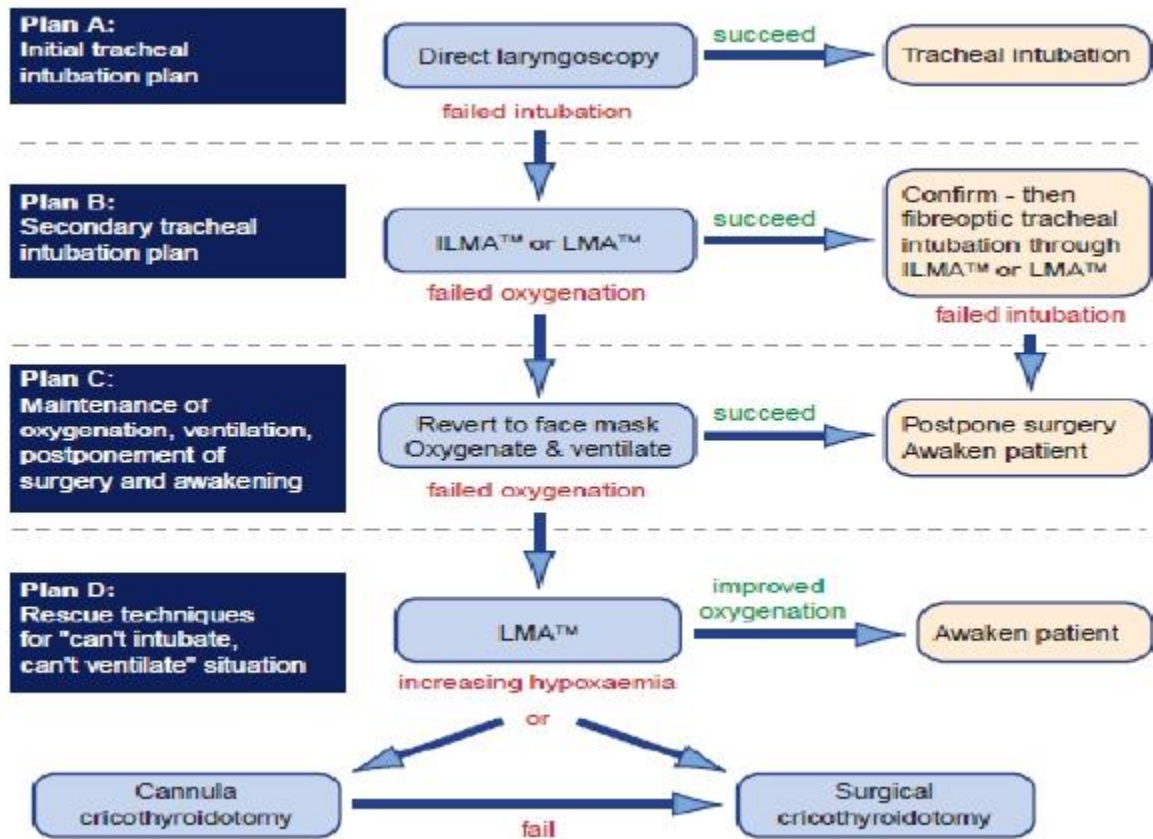 Plan A:
Initial tracheal
intubation plan
Direct laryngoscopy
succeed
Tracheal intubation
failed intubation
Plan B:
Secondary tracheal
intubation plan
ILMA™ or LMA™
succeed
Confirm - then
fibreoptic tracheal
intubation through
ILMA™ or LMA™
failed oxygenation
failed intubation
Plan C:
Maintenance of
oxygenation, ventilation,
postponement of
surgery and awakening
Revert to face mask
Oxygenate & ventilate
succeed
Postpone surgery
Awaken patient
failed oxygenation
Plan D:
Rescue techniques
for "can't intubate,
can't ventilate" situation
LMA™
improved
oxygenation
Awaken patient
increasing hypoxaemia
or
Cannula
cricothyroidotomy
fail
Surgical
cricothyroidotomy